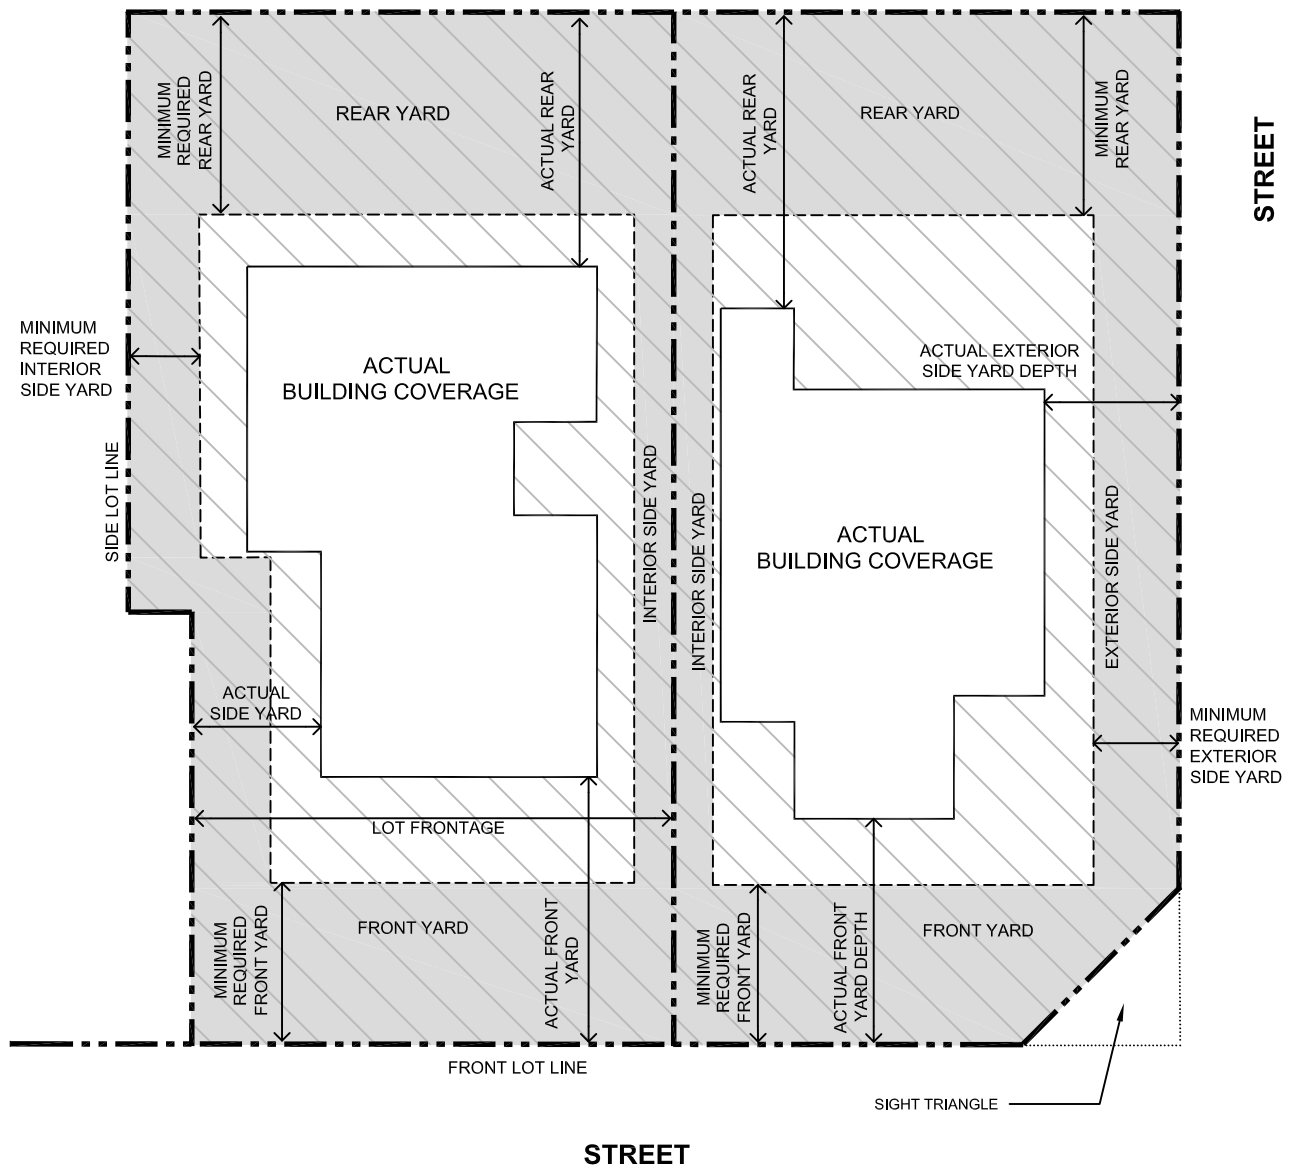 MINIMUM
REQUIRED
REAR YARD
REAR YARD
ACTUAL REAR
YARD
ACTUAL REAR
YARD
REAR YARD
MINIMUM
REAR YARD
STREET
MINIMUM
REQUIRED
INTERIOR
SIDE YARD
ACTUAL
BUILDING COVERAGE
ACTUAL EXTERIOR
SIDE YARD DEPTH
SIDE LOT LINE
INTERIOR SIDE YARD
INTERIOR SIDE YARD
ACTUAL
BUILDING COVERAGE
EXTERIOR SIDE YARD
ACTUAL
SIDE YARD
MINIMUM
REQUIRED
EXTERIOR
SIDE YARD
LOT FRONTAGE
MINIMUM
REQUIRED
FRONT YARD
FRONT YARD
ACTUAL FRONT
YARD
MINIMUM
REQUIRED
FRONT YARD
ACTUAL FRONT
YARD DEPTH
FRONT YARD
FRONT LOT LINE
SIGHT TRIANGLE
STREET